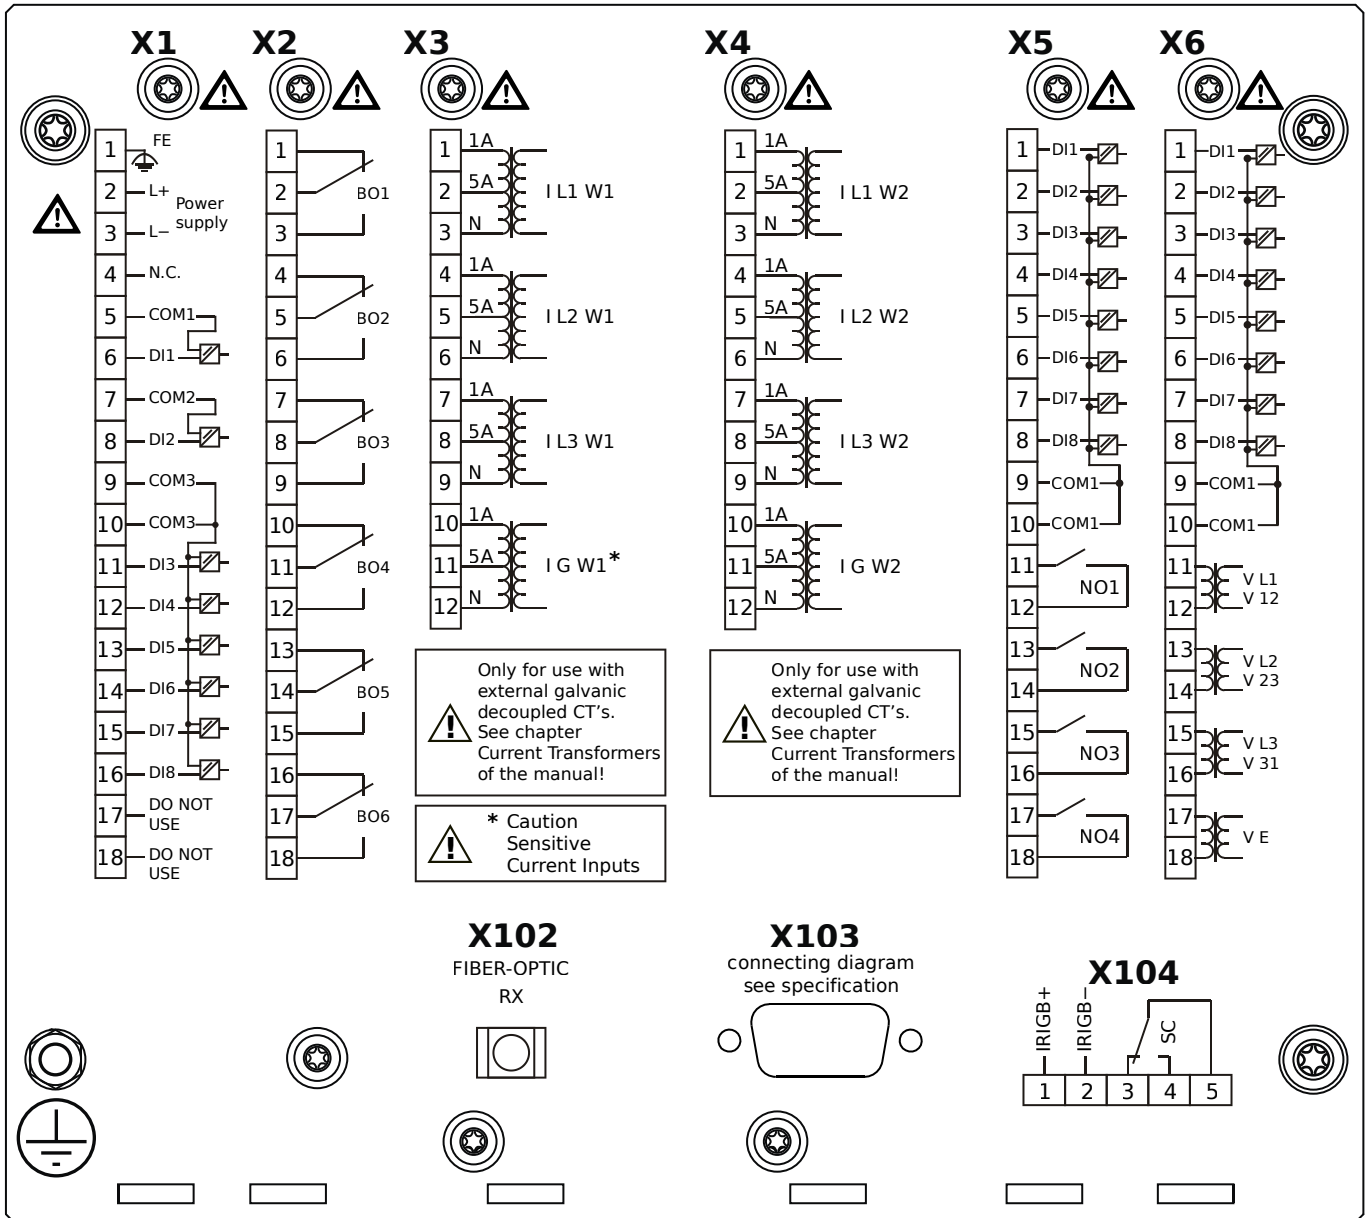 X1
X2
X3
X4
X5
X6
1
FE
2
L+
Power
supply
3
L−
4
N.C.
5
COM1
6
DI1
7
COM2
8
DI2
9
COM3
10
COM3
11
DI3
12
DI4
13
DI5
14
DI6
15
DI7
16
DI8
17
DO NOT
USE
18
DO NOT
USE
1
2
BO1
3
4
5
BO2
6
7
8
BO3
9
10
11
BO4
12
13
14
BO5
15
16
17
BO6
18
1
1A
2
5A
I L1 W1
3
N
4
1A
5
5A
I L2 W1
6
N
7
1A
8
5A
I L3 W1
9
N
10
1A
11
5A
I G W1*
12
N
Only for use with
external galvanic
decoupled CT's.
See chapter
Current Transformers
of the manual!
* Caution
Sensitive
Current Inputs
1
1A
2
5A
I L1 W2
3
N
4
1A
5
5A
I L2 W2
6
N
7
1A
8
5A
I L3 W2
9
N
10
1A
11
5A
I G W2
12
N
Only for use with
external galvanic
decoupled CT's.
See chapter
Current Transformers
of the manual!
1
DI1
2
DI2
3
DI3
4
DI4
5
DI5
6
DI6
7
DI7
8
DI8
9
COM1
10
COM1
11
NO1
12
13
NO2
14
15
NO3
16
17
NO4
18
1
DI1
2
DI2
3
DI3
4
DI4
5
DI5
6
DI6
7
DI7
8
DI8
9
COM1
10
COM1
11
V L1
V 12
12
13
V L2
V 23
14
15
V L3
V 31
16
17
V E
18
X102
FIBER-OPTIC
RX
X103
connecting diagram
see specification
X104
IRIGB+
IRIGB−
SC
1
2
3
4
5